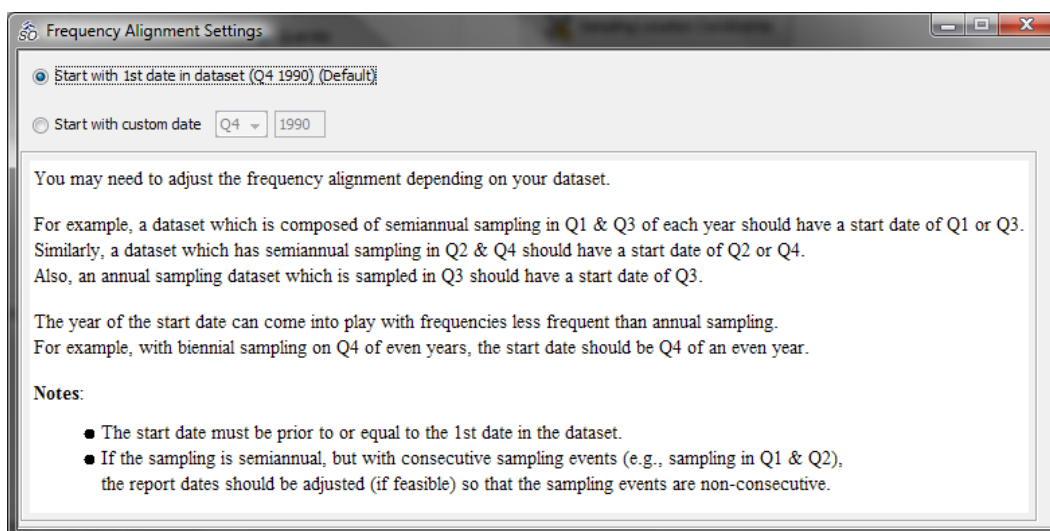 Frequency Alignment Settings
Start with 1st date in dataset (Q4 1990) (Default)
Start with custom date Q4 1990
You may need to adjust the frequency alignment depending on your dataset.
For example, a dataset which is composed of semiannual sampling in Q1 & Q3 of each year should have a start date of Q1 or Q3.
Similarly, a dataset which has semiannual sampling in Q2 & Q4 should have a start date of Q2 or Q4.
Also, an annual sampling dataset which is sampled in Q3 should have a start date of Q3.
The year of the start date can come into play with frequencies less frequent than annual sampling.
For example, with biennial sampling on Q4 of even years, the start date should be Q4 of an even year.
Notes:
● The start date must be prior to or equal to the 1st date in the dataset.
● If the sampling is semiannual, but with consecutive sampling events (e.g., sampling in Q1 & Q2),
the report dates should be adjusted (if feasible) so that the sampling events are non-consecutive.